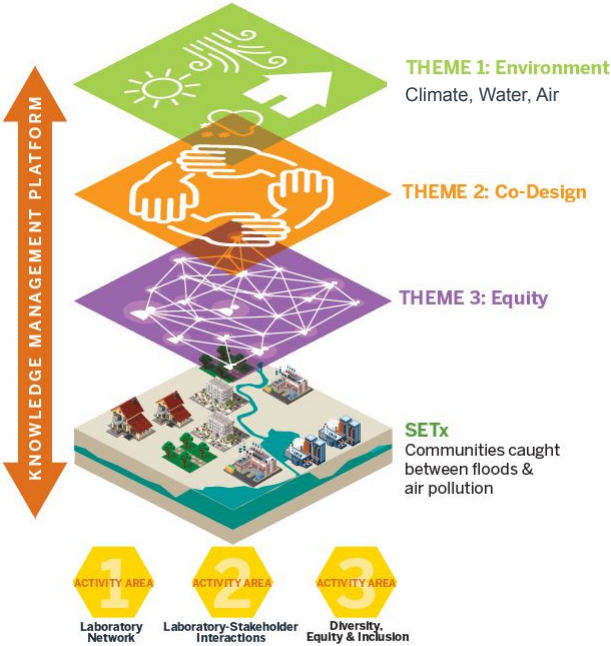 KNOWLEDGE MANAGEMENT PLATFORM
THEME 1: Environment
Climate, Water, Air
THEME 2: Co-Design
THEME 3: Equity
SETx
Communities caught
between floods &
air pollution
1
ACTIVITY AREA
Laboratory
Network
2
ACTIVITY AREA
Laboratory-Stakeholder
Interactions
3
ACTIVITY AREA
Diversity,
Equity & Inclusion